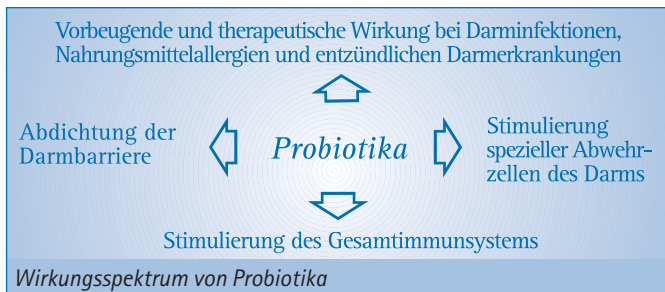 Vorbeugende und therapeutische Wirkung bei Darminfektionen,
Nahrungsmittelallergien und entzündlichen Darmerkrankungen
Abdichtung der
Darmbarriere
Probiotika
Stimulierung
spezieller Abwehr-
zellen des Darms
Stimulierung des Gesamtimmunsystems
Wirkungsspektrum von Probiotika